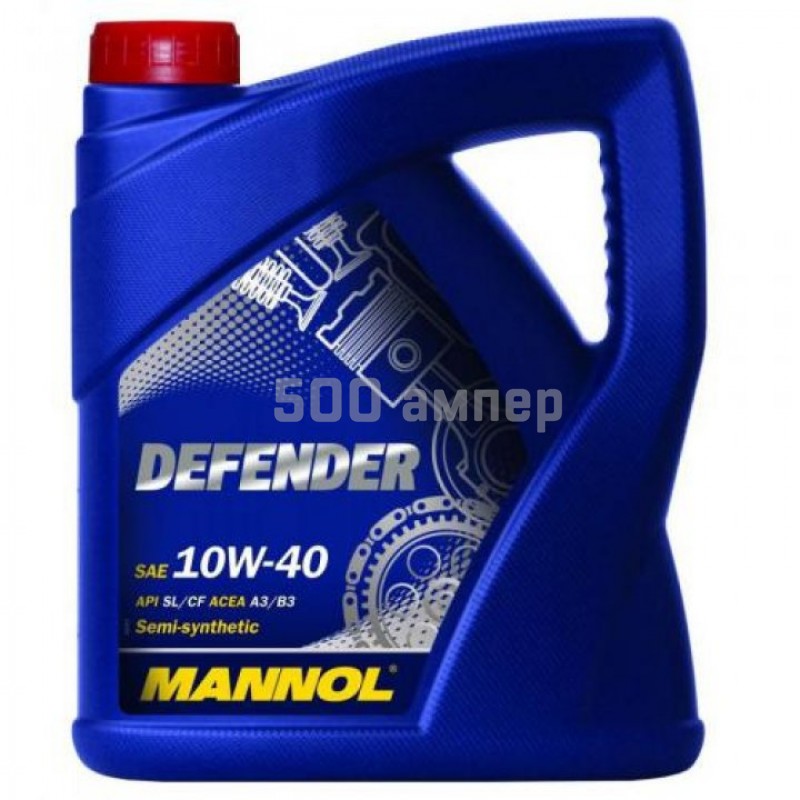 500 ампер
DEFENDER
SAE 10W-40
API SL/CF ACEA A3/B3
Semi-synthetic
MANNOL®